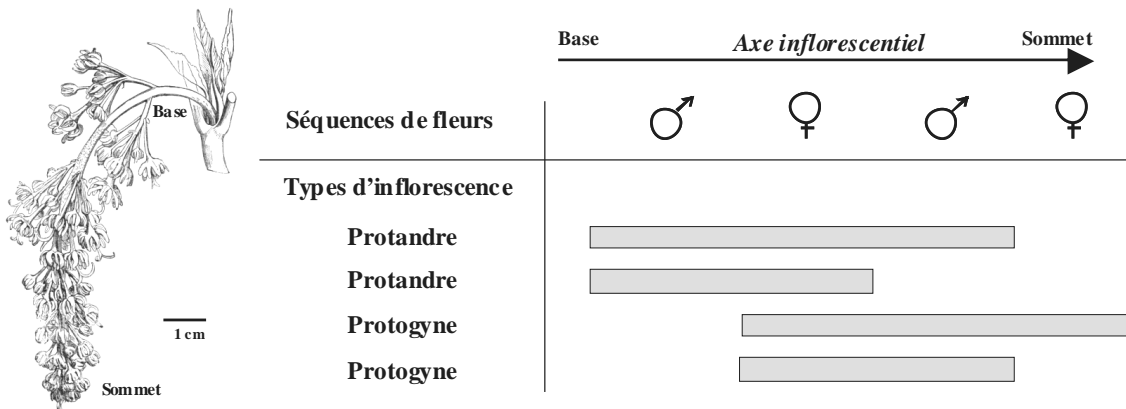 Base
Axe inflorescentiel
Sommet
Séquences de fleurs
Types d'inflorescence
Protandre
Protandre
Protogyne
Protogyne
Base
1 cm
Sommet